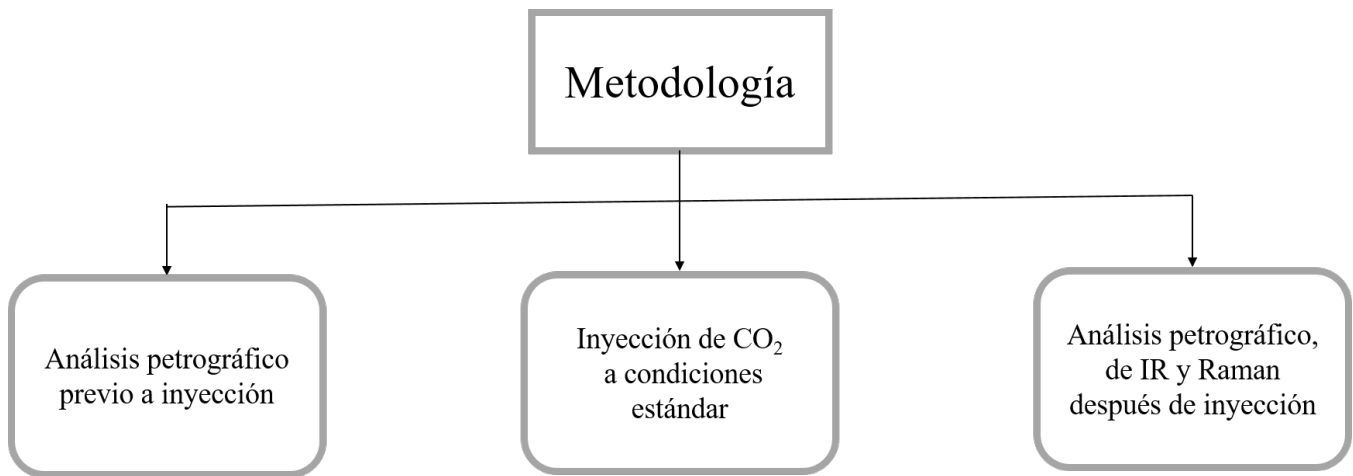 Metodología
Análisis petrográfico
previo a inyección
Inyección de CO₂
a condiciones
estándar
Análisis petrográfico,
de IR y Raman
después de inyección